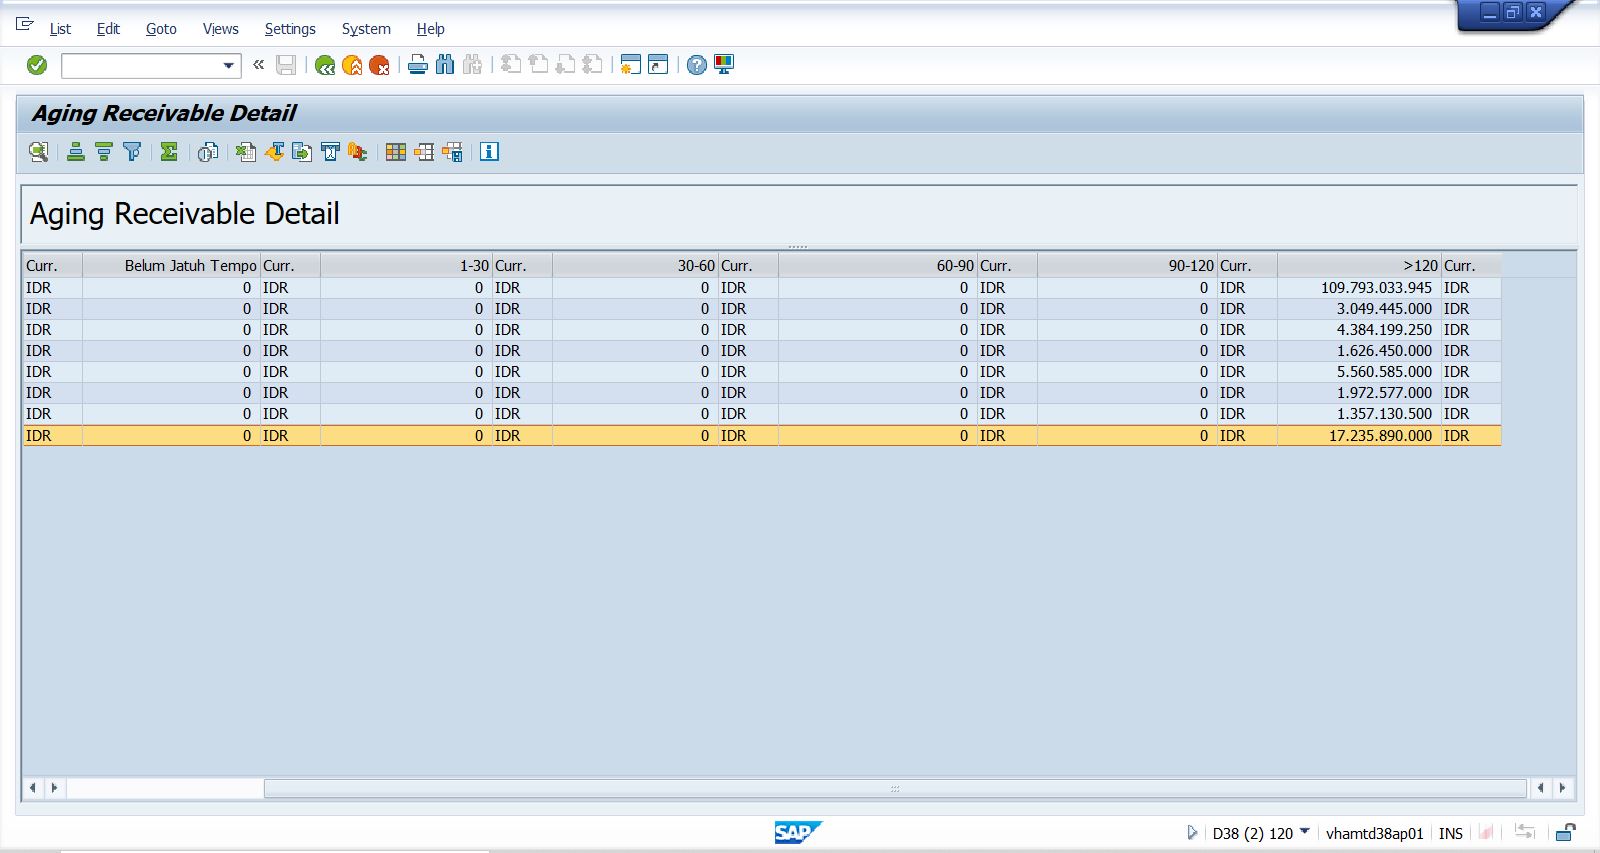 List Edit Goto Views Settings System Help
Aging Receivable Detail
Aging Receivable Detail
Curr. Belum Jatuh Tempo Curr. 1-30 Curr. 30-60 Curr. 60-90 Curr. 90-120 Curr. >120 Curr.
IDR 0 IDR 0 IDR 0 IDR 0 IDR 0 IDR 109.793.033.945 IDR
IDR 0 IDR 0 IDR 0 IDR 0 IDR 0 IDR 3.049.445.000 IDR
IDR 0 IDR 0 IDR 0 IDR 0 IDR 0 IDR 4.384.199.250 IDR
IDR 0 IDR 0 IDR 0 IDR 0 IDR 0 IDR 1.626.450.000 IDR
IDR 0 IDR 0 IDR 0 IDR 0 IDR 0 IDR 5.560.585.000 IDR
IDR 0 IDR 0 IDR 0 IDR 0 IDR 0 IDR 1.972.577.000 IDR
IDR 0 IDR 0 IDR 0 IDR 0 IDR 0 IDR 1.357.130.500 IDR
IDR 0 IDR 0 IDR 0 IDR 0 IDR 0 IDR 17.235.890.000 IDR
SAP D38 (2) 120 vhamtd38ap01 INS